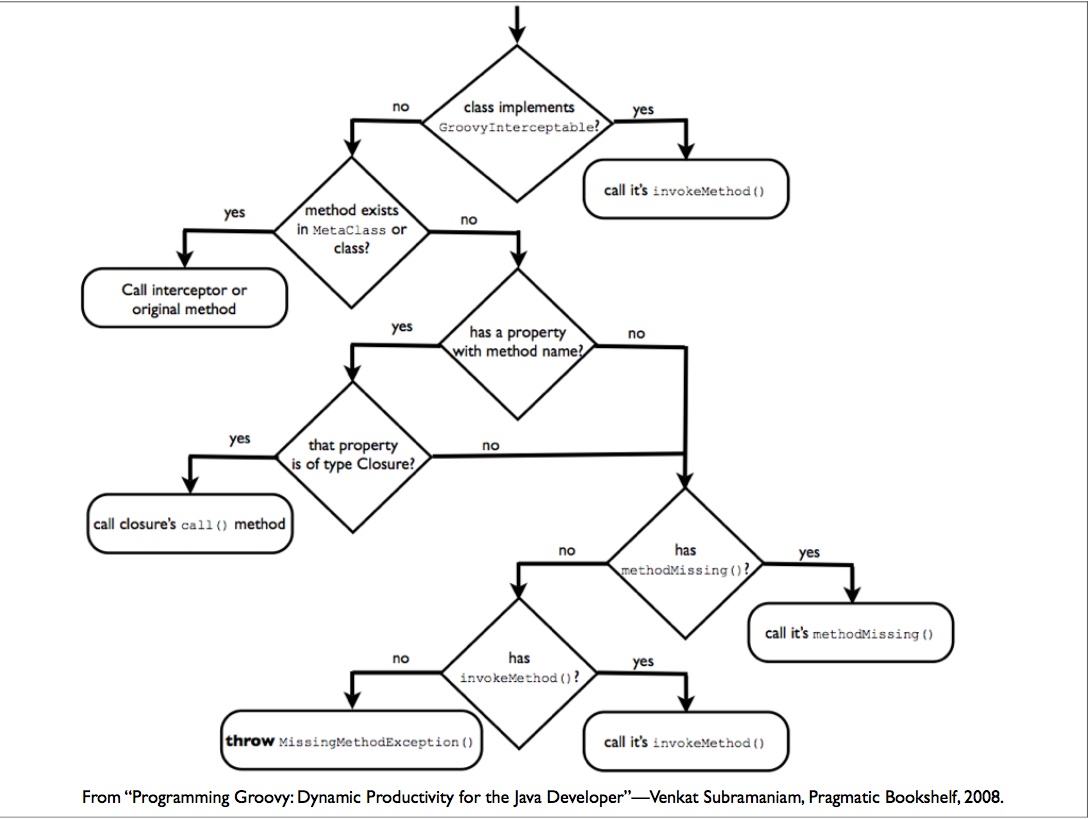 class implements
GroovyInterceptable?
no
yes
call it's invokeMethod()
method exists
in MetaClass or
class?
yes
no
Call interceptor or
original method
has a property
with method name?
yes
no
that property
is of type Closure?
yes
no
call closure's call() method
has
methodMissing()?
no
yes
call it's methodMissing()
has
invokeMethod()?
no
yes
throw MissingMethodException()
call it's invokeMethod()
From “Programming Groovy: Dynamic Productivity for the Java Developer”—Venkat Subramaniam, Pragmatic Bookshelf, 2008.